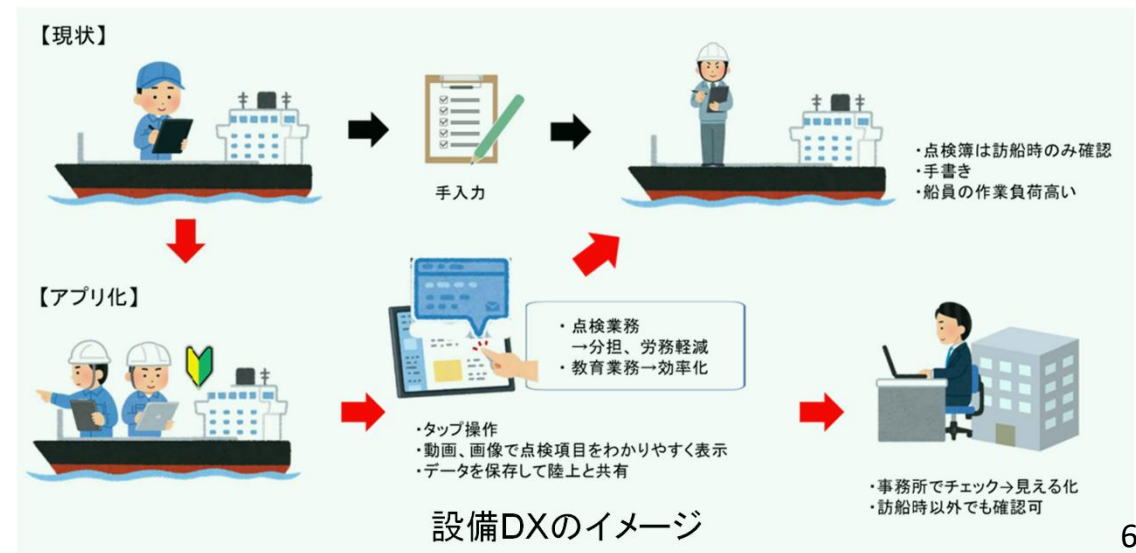 【現状】
手入力
・点検簿は訪船時のみ確認
・手書き
・船員の作業負荷高い
【アプリ化】
・ 点検業務
→分担、労務軽減
・ 教育業務→効率化
・タップ操作
・動画、画像で点検項目をわかりやすく表示
・データを保存して陸上と共有
・事務所でチェック→見える化
・訪船時以外でも確認可
設備DXのイメージ
6